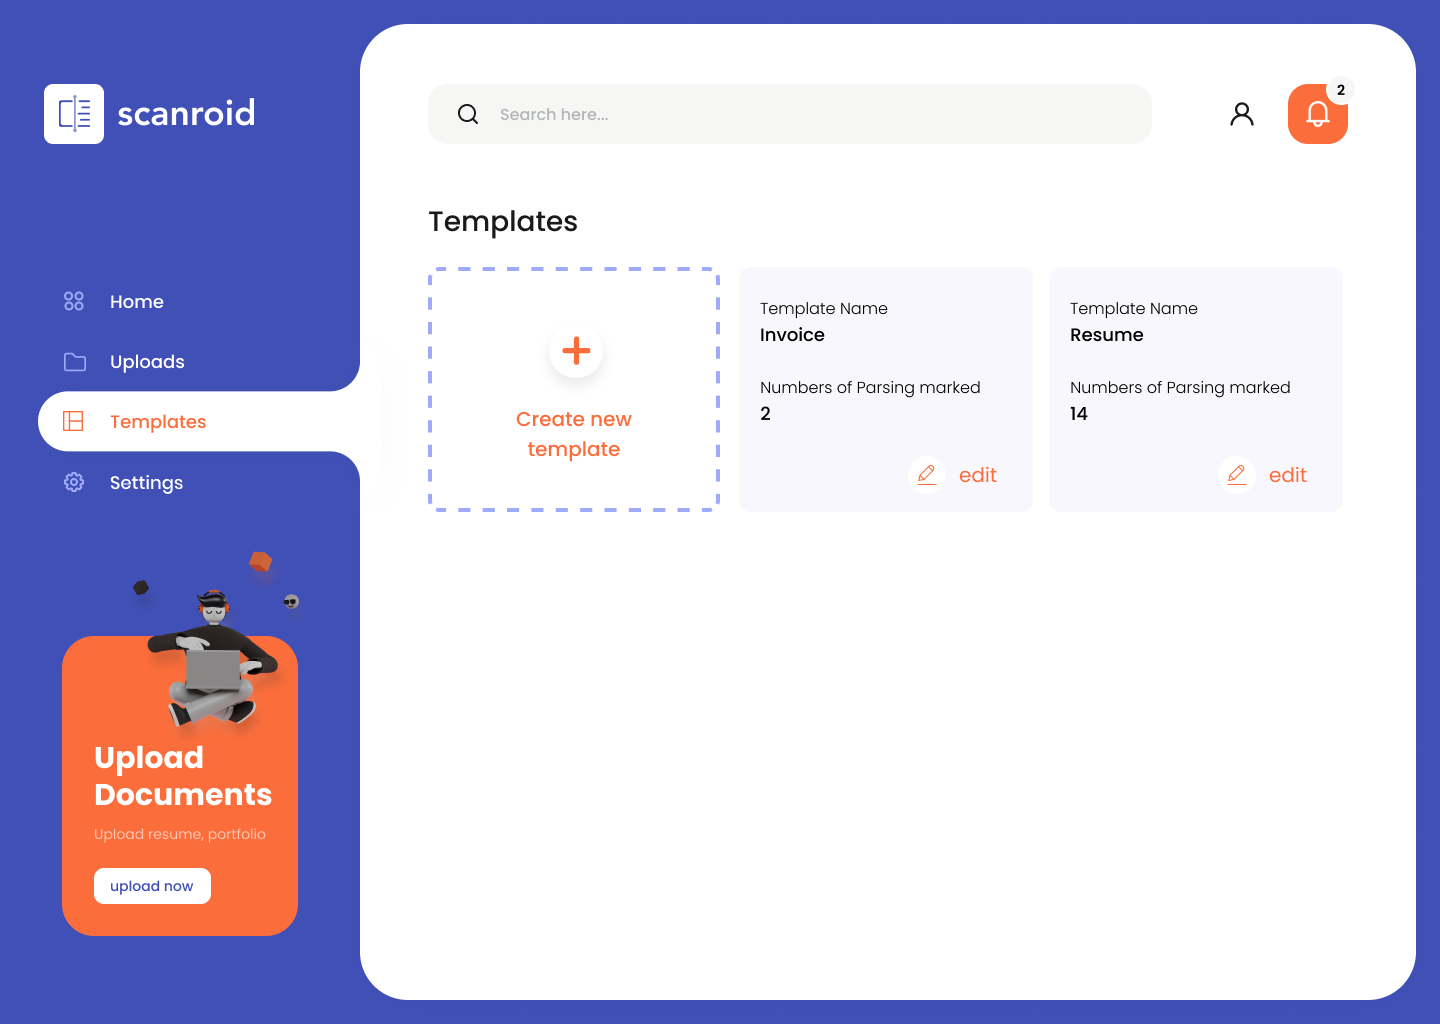 scanroid
Search here...
2
Home
Uploads
Templates
Settings
Upload
Documents
Upload resume, portfolio
upload now
Templates
Create new
template
Template Name
Invoice
Numbers of Parsing marked
2
edit
Template Name
Resume
Numbers of Parsing marked
14
edit